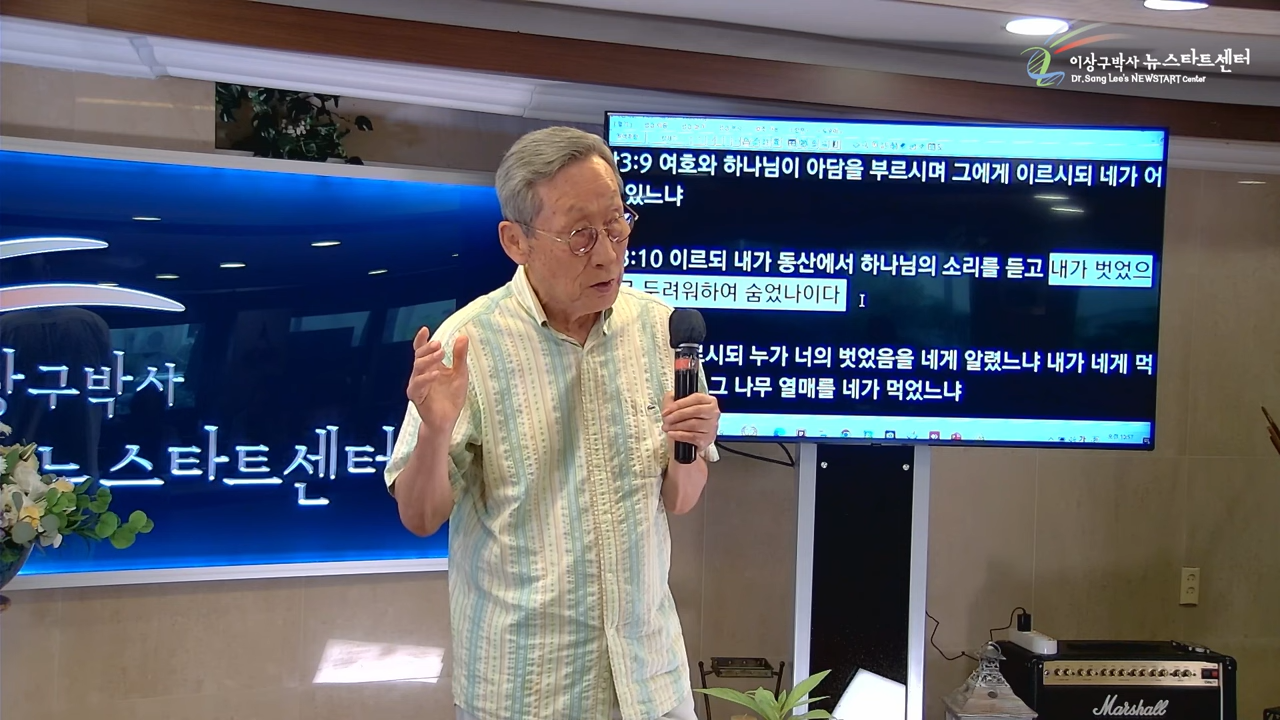 이상구박사 뉴스타트센터
Dr. Sang Lee's NEWSTART Center
3:9 여호와 하나님이 아담을 부르시며 그에게 이르시되 네가 어
있느냐
:10 이르되 내가 동산에서 하나님의 소리를 듣고 내가 벗었으
두려워하여 숨었나이다
르시되 누가 너의 벗었음을 네게 알렸느냐 내가 네게 먹
그 나무 열매를 네가 먹었느냐
상구박사
뉴스타트센터
Marshall